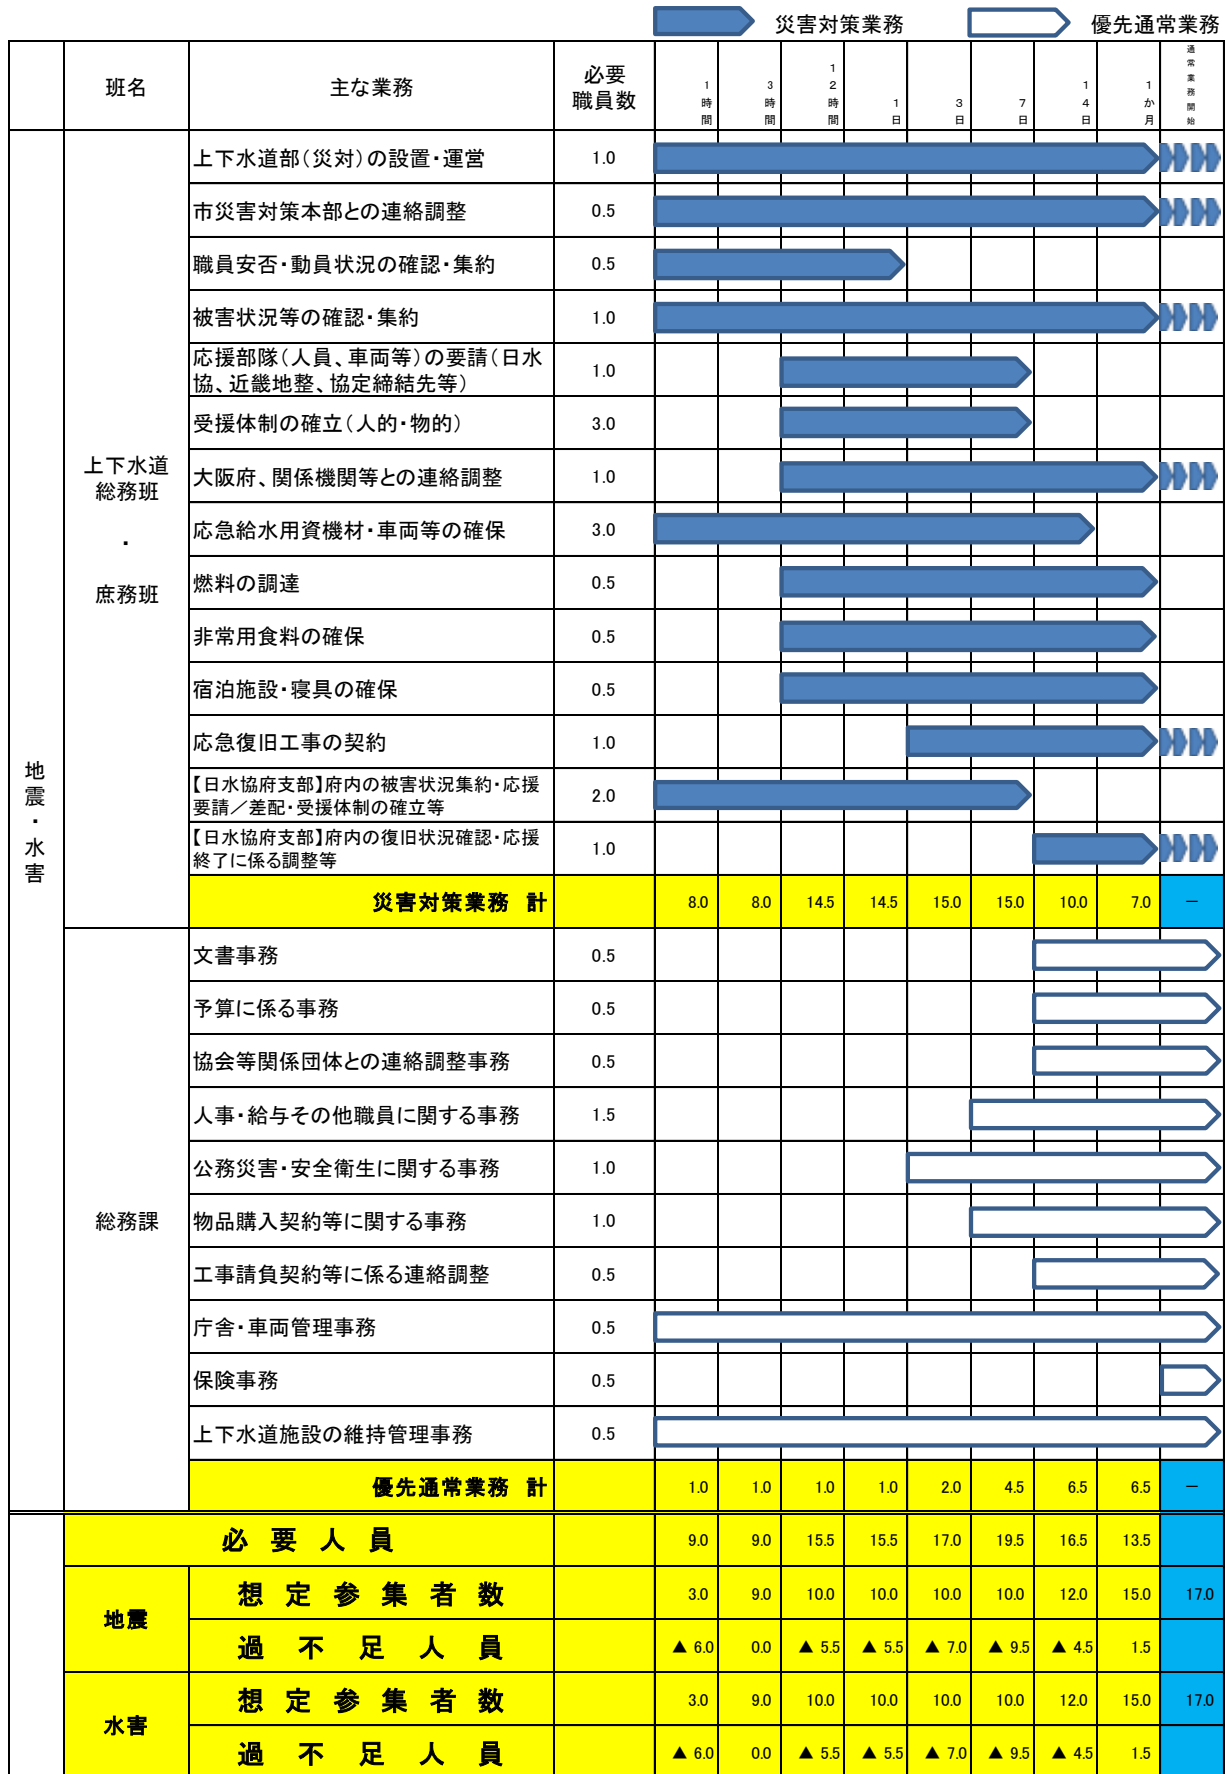 災害対策業務 優先通常業務
班名 主な業務 必要職員数 1時間 3時間 12時間 1日 3日 7日 14日 1か月 通常業務開始
地震・水害
上下水道
総務班
・
庶務班
上下水道部(災対)の設置・運営 1.0
市災害対策本部との連絡調整 0.5
職員安否・動員状況の確認・集約 0.5
被害状況等の確認・集約 1.0
応援部隊(人員、車両等)の要請(日水
協、近畿地整、協定締結先等) 1.0
受援体制の確立(人的・物的) 3.0
大阪府、関係機関等との連絡調整 1.0
応急給水用資機材・車両等の確保 3.0
燃料の調達 0.5
非常用食料の確保 0.5
宿泊施設・寝具の確保 0.5
応急復旧工事の契約 1.0
【日水協府支部】府内の被害状況集約・応援
要請/差配・受援体制の確立等 2.0
【日水協府支部】府内の復旧状況確認・応援
終了に係る調整等 1.0
災害対策業務 計 8.0 8.0 14.5 14.5 15.0 15.0 10.0 7.0 －
総務課
文書事務 0.5
予算に係る事務 0.5
協会等関係団体との連絡調整事務 0.5
人事・給与その他職員に関する事務 1.5
公務災害・安全衛生に関する事務 1.0
物品購入契約等に関する事務 1.0
工事請負契約等に係る連絡調整 0.5
庁舎・車両管理事務 0.5
保険事務 0.5
上下水道施設の維持管理事務 0.5
優先通常業務 計 1.0 1.0 1.0 1.0 2.0 4.5 6.5 6.5 －
必要人員 9.0 9.0 15.5 15.5 17.0 19.5 16.5 13.5
地震
想定参集者数 3.0 9.0 10.0 10.0 10.0 10.0 12.0 15.0 17.0
過不足人員 ▲ 6.0 0.0 ▲ 5.5 ▲ 5.5 ▲ 7.0 ▲ 9.5 ▲ 4.5 1.5
水害
想定参集者数 3.0 9.0 10.0 10.0 10.0 10.0 12.0 15.0 17.0
過不足人員 ▲ 6.0 0.0 ▲ 5.5 ▲ 5.5 ▲ 7.0 ▲ 9.5 ▲ 4.5 1.5